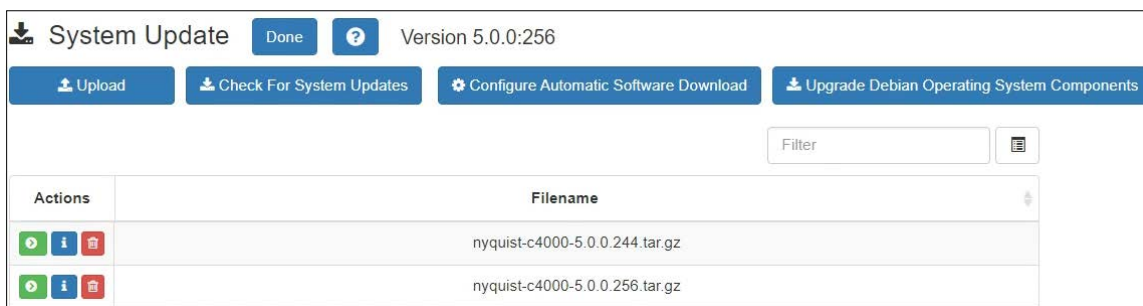 System Update Done ? Version 5.0.0:256
Upload Check For System Updates Configure Automatic Software Download Upgrade Debian Operating System Components
Filter
Actions Filename
i nyquist-c4000-5.0.0.244.tar.gz
i nyquist-c4000-5.0.0.256.tar.gz